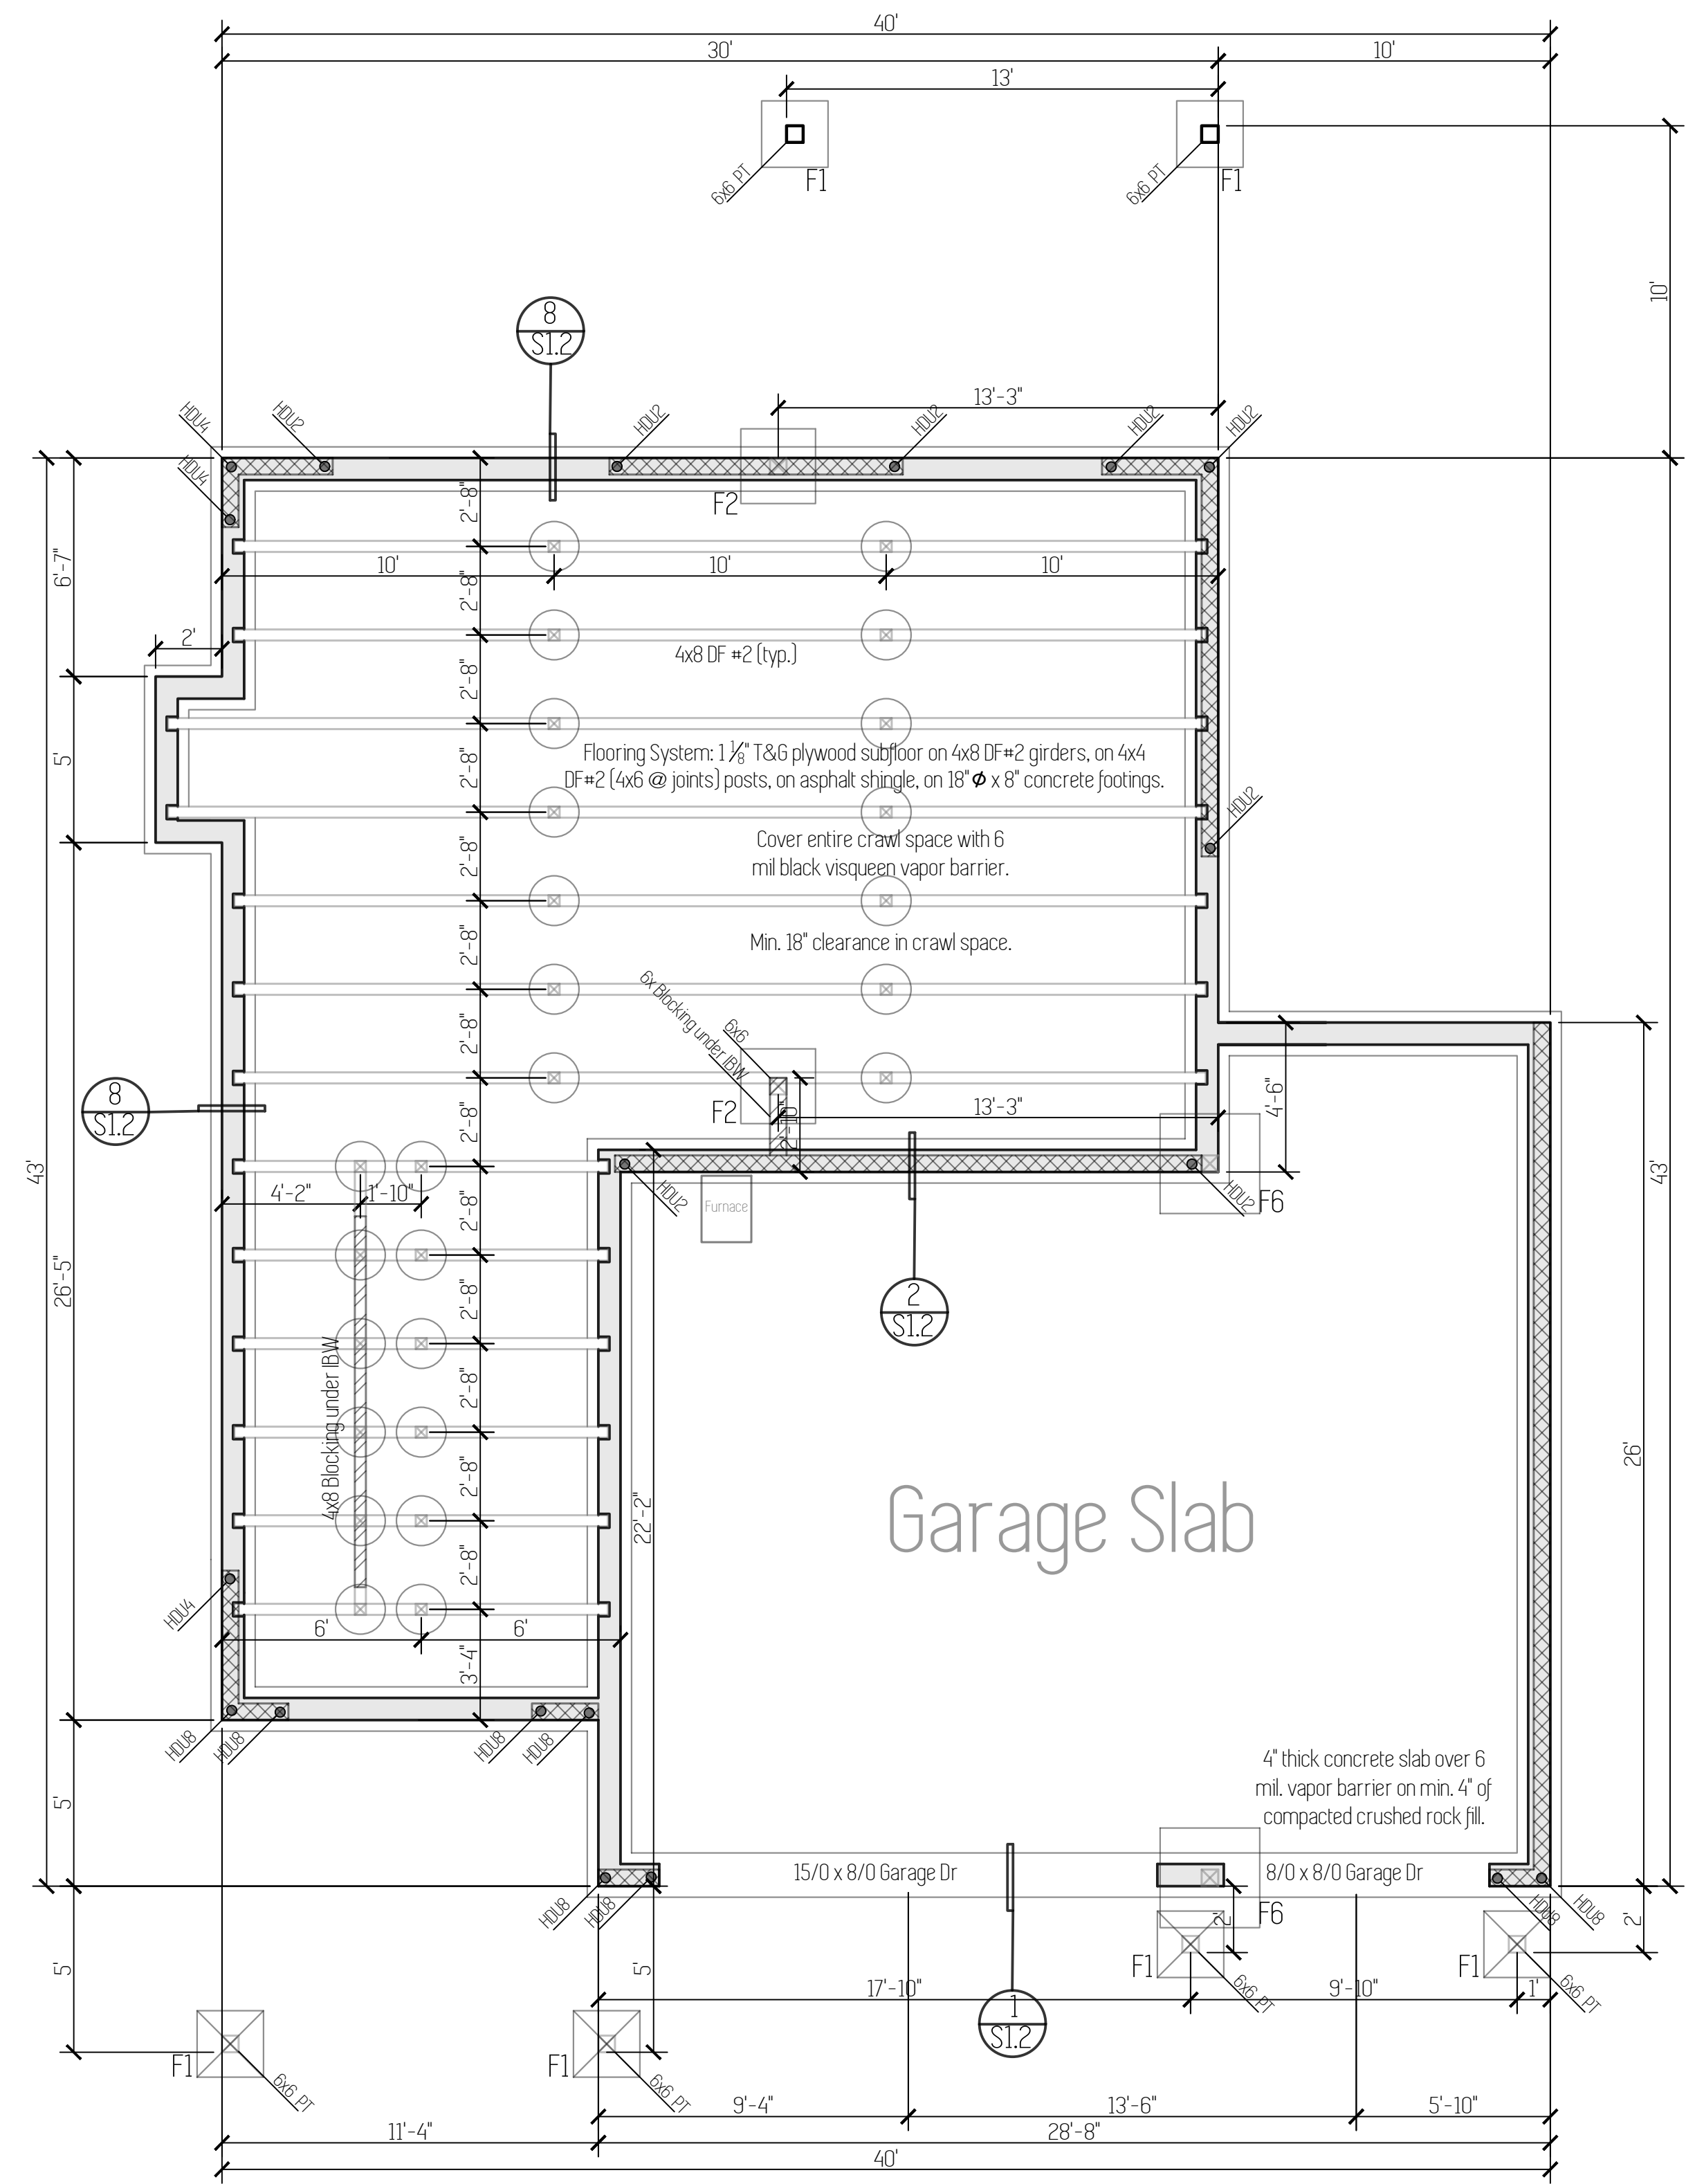 40'
30'
10'
13'
6x6 PT
F1
6x6 PT
F1
10'
8
S1.2
13'-3"
HDU4
HDU2
HDU2
HDU2
HDU2
HDU2
HDU4
F2
2'-8"
10'
10'
10'
6'-7"
2'-8"
2'
4x8 DF #2 (typ.)
2'-8"
5'
2'-8"
Flooring System: 1 1/8" T&G plywood subfloor on 4x8 DF#2 girders, on 4x4
DF#2 (4x6 @ joints) posts, on asphalt shingle, on 18"Φ x 8" concrete footings.
HDU2
2'-8"
Cover entire crawl space with 6
mil black visqueen vapor barrier.
2'-8"
Min. 18" clearance in crawl space.
6x Blocking under IBW
6x6
2'-8"
8
S1.2
F2
2'-10"
13'-3"
4'-6"
2'-8"
43'
43'
4'-2"
1'-10"
2'-8"
HDU2
Furnace
HDU2
F6
26'-5"
2'-8"
2
S1.2
4x8 Blocking under IBW
2'-8"
26'
2'-8"
22'-2"
Garage Slab
2'-8"
HDU4
6'
6'
3'-4"
HDU8
HDU8
HDU8
HDU8
4" thick concrete slab over 6
mil. vapor barrier on min. 4" of
compacted crushed rock fill.
5'
15/0 x 8/0 Garage Dr
8/0 x 8/0 Garage Dr
HDU8
HDU8
HDU8
HDU8
F6
2'
2'
5'
5'
F1
F1
17'-10"
6x6 PT
9'-10"
1'
6x6 PT
1
S1.2
F1
6x6 PT
F1
6x6 PT
9'-4"
13'-6"
5'-10"
11'-4"
28'-8"
40'